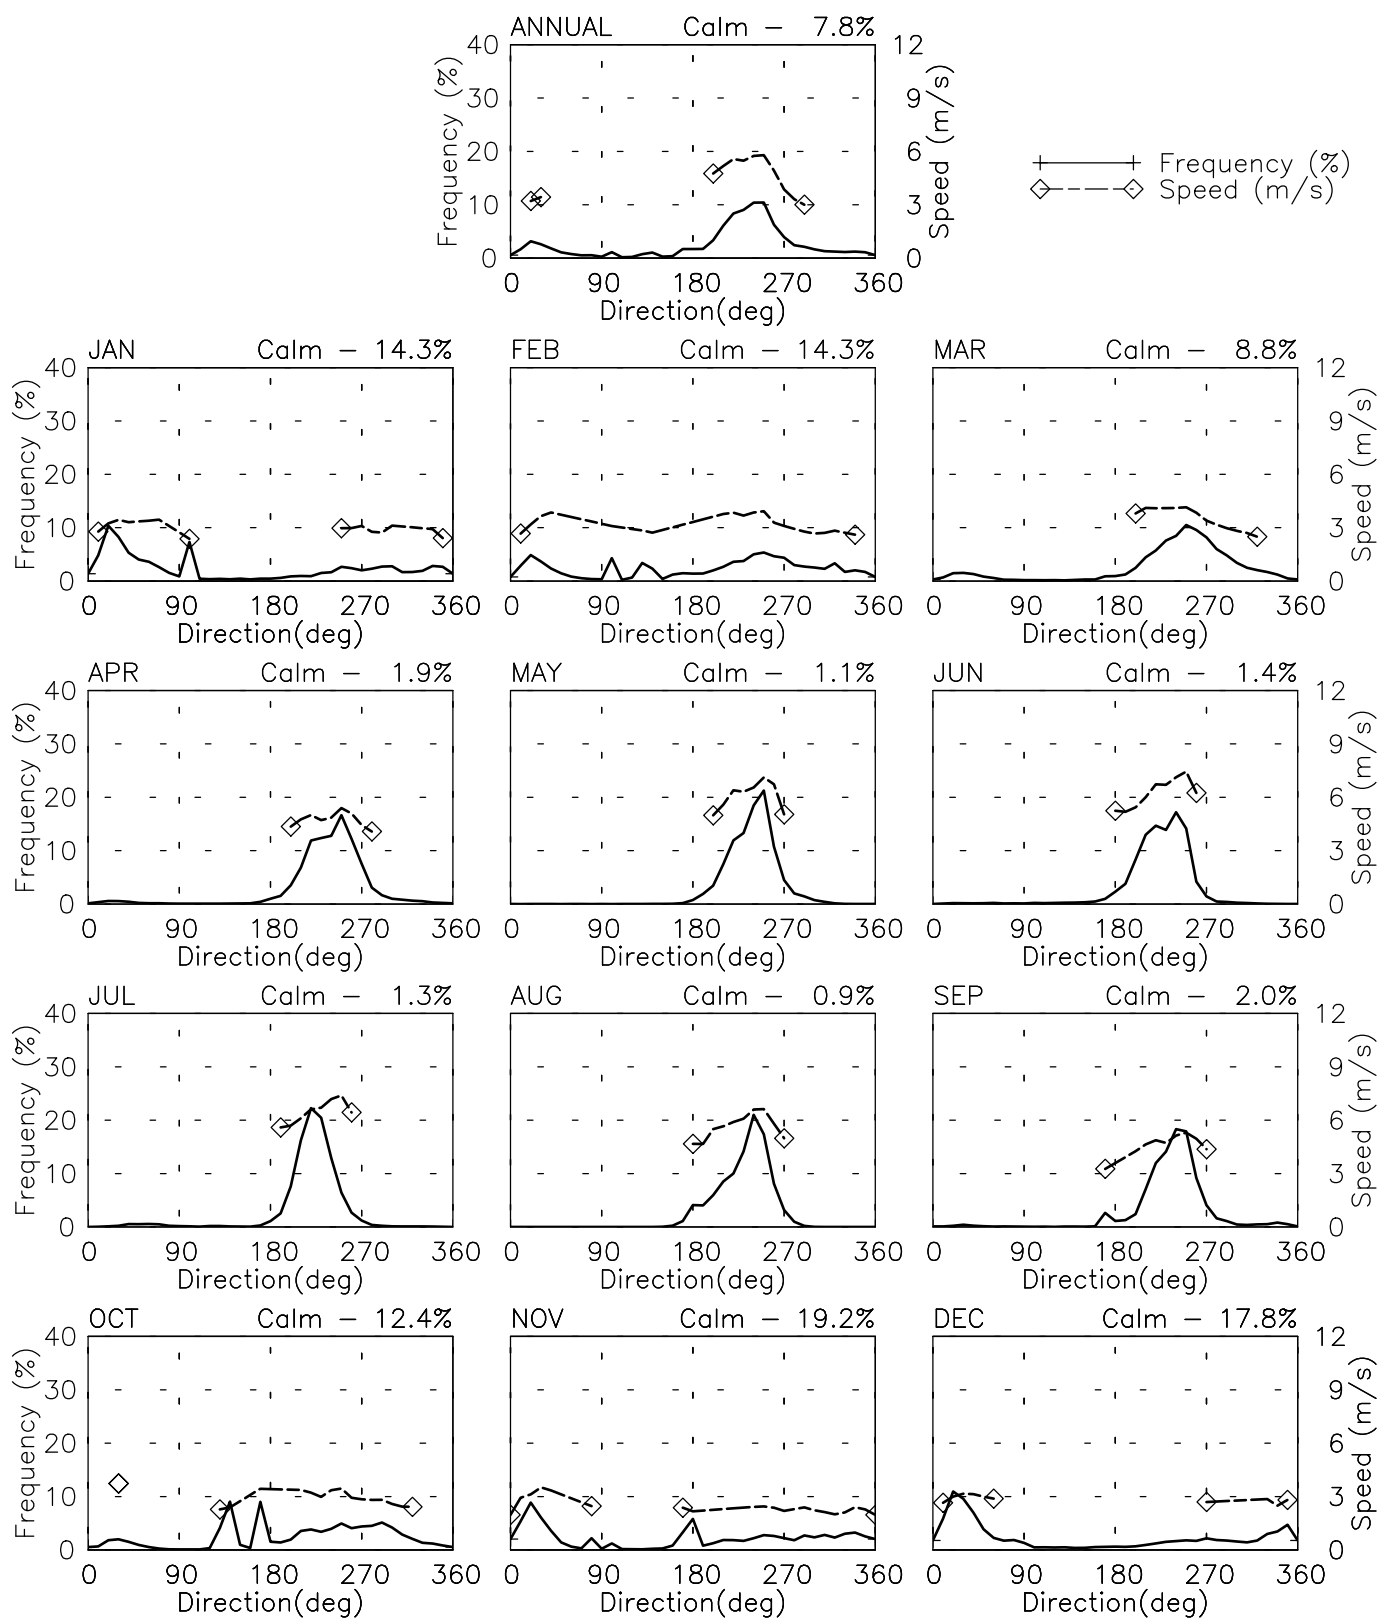 ANNUAL Calm – 7.8%
40 12
30 9
20 6
10 3
0 0
Frequency (%)
Speed (m/s)
0 90 180 270 360
Direction(deg)
Frequency (%)
Speed (m/s)
JAN Calm – 14.3% FEB Calm – 14.3% MAR Calm – 8.8%
40 12
30 9
20 6
10 3
0 0
Frequency (%)
Speed (m/s)
0 90 180 270 360 0 90 180 270 360 0 90 180 270 360
Direction(deg) Direction(deg) Direction(deg)
APR Calm – 1.9% MAY Calm – 1.1% JUN Calm – 1.4%
40 12
30 9
20 6
10 3
0 0
Frequency (%)
Speed (m/s)
0 90 180 270 360 0 90 180 270 360 0 90 180 270 360
Direction(deg) Direction(deg) Direction(deg)
JUL Calm – 1.3% AUG Calm – 0.9% SEP Calm – 2.0%
40 12
30 9
20 6
10 3
0 0
Frequency (%)
Speed (m/s)
0 90 180 270 360 0 90 180 270 360 0 90 180 270 360
Direction(deg) Direction(deg) Direction(deg)
OCT Calm – 12.4% NOV Calm – 19.2% DEC Calm – 17.8%
40 12
30 9
20 6
10 3
0 0
Frequency (%)
Speed (m/s)
0 90 180 270 360 0 90 180 270 360 0 90 180 270 360
Direction(deg) Direction(deg) Direction(deg)